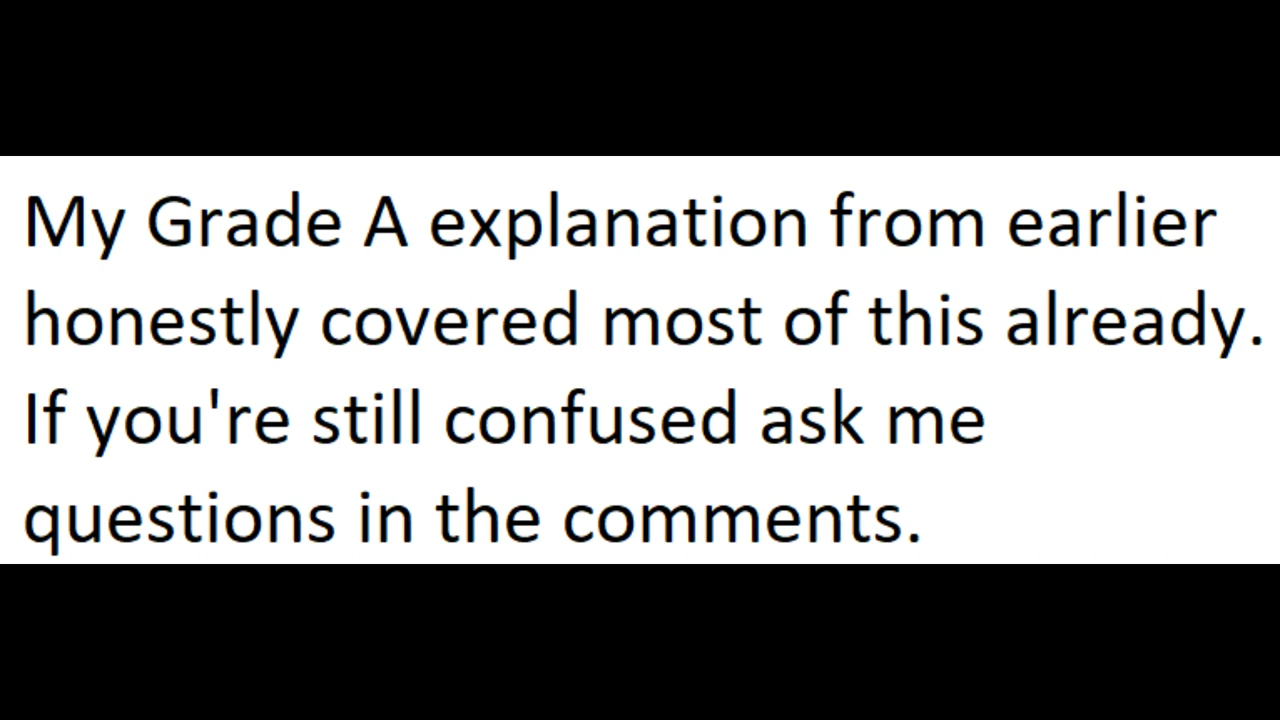 My Grade A explanation from earlier
honestly covered most of this already.
If you're still confused ask me
questions in the comments.